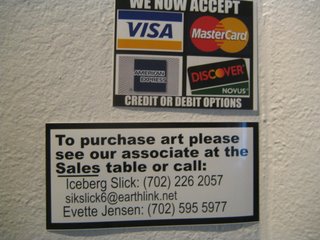 WE NOW ACCEPT
VISA
MasterCard
AMERICAN EXPRESS
DISCOVER
NOVUS
CREDIT OR DEBIT OPTIONS
To purchase art please
see our associate at the
Sales table or call:
Iceberg Slick: (702) 226 2057
sikslick6@earthlink.net
Evette Jensen: (702) 595 5977